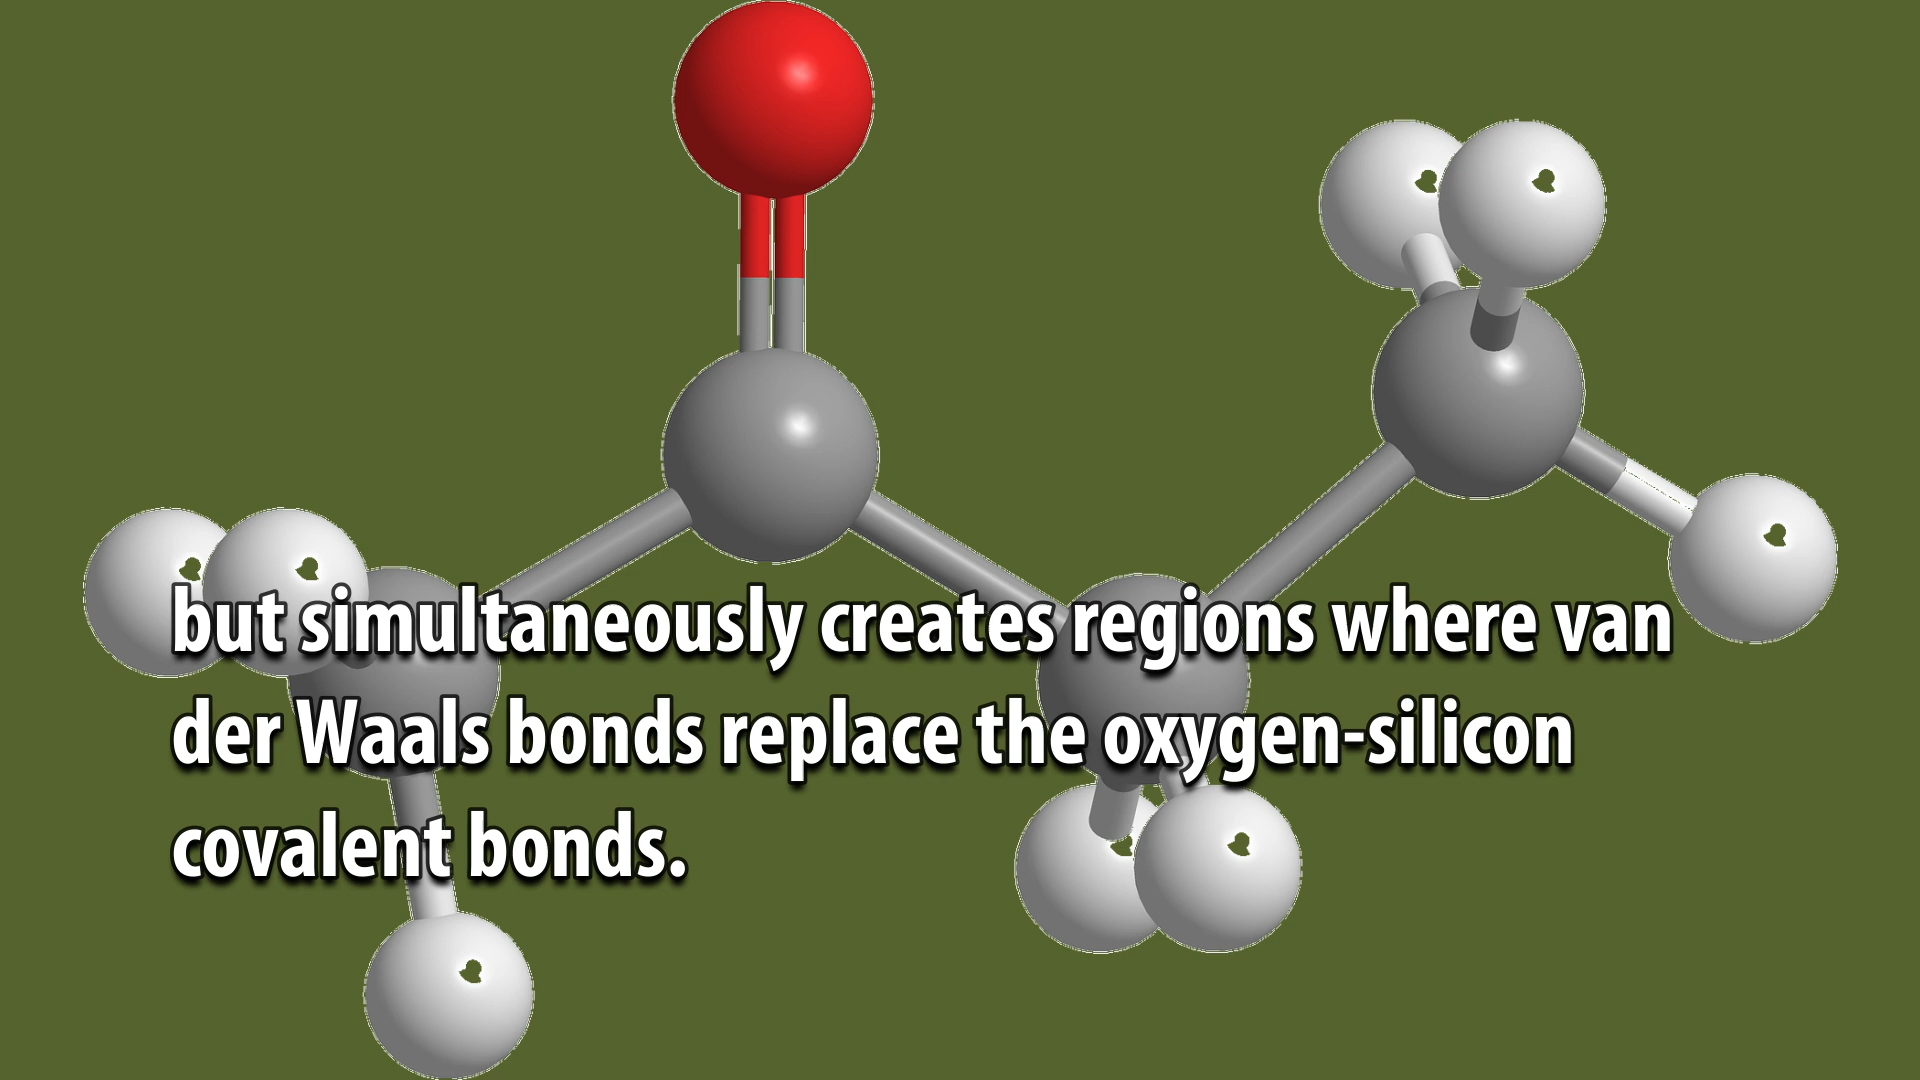 but simultaneously creates regions where van
der Waals bonds replace the oxygen-silicon
covalent bonds.